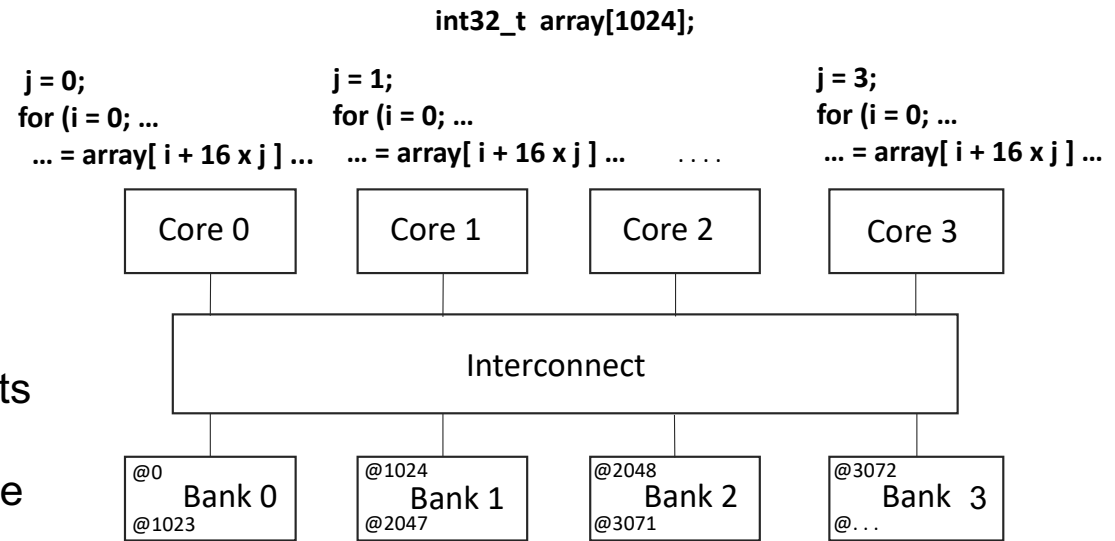 int32_t array[1024];
j = 0;
for (i = 0; ...
... = array[ i + 16 x j ] ...
j = 1;
for (i = 0; ...
... = array[ i + 16 x j ] ...
. . . .
j = 3;
for (i = 0; ...
... = array[ i + 16 x j ] ...
Core 0
Core 1
Core 2
Core 3
Interconnect
ts
e
@0
Bank 0
@1023
@1024
Bank 1
@2047
@2048
Bank 2
@3071
@3072
Bank 3
@. . .